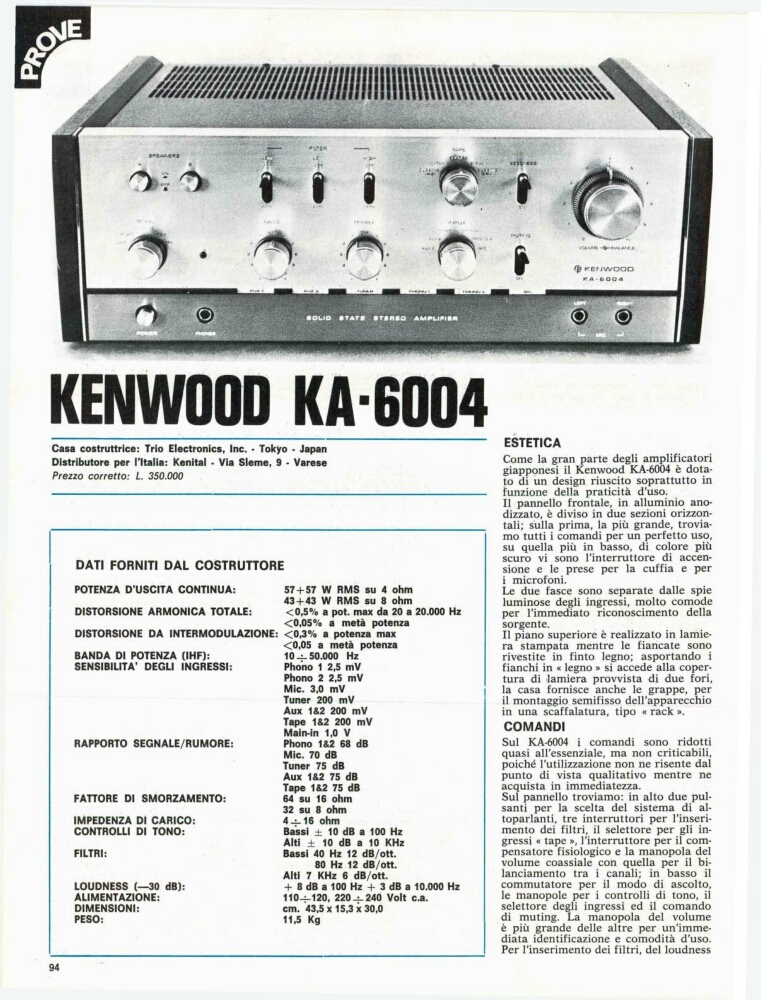 PROVE
SPEAKERS
FILTER
TAPE
LOUDNESS
VOLUME BALANCE
KENWOOD
KA-6004
SOLID STATE STEREO AMPLIFIER
POWER
PHONES
LEFT
RIGHT
MIC
KENWOOD KA-6004
Casa costruttrice: Trio Electronics, Inc. - Tokyo - Japan
Distributore per l'Italia: Kenital - Via Sleme, 9 - Varese
Prezzo corretto: L. 350.000
DATI FORNITI DAL COSTRUTTORE
POTENZA D'USCITA CONTINUA: 57+57 W RMS su 4 ohm
43+43 W RMS su 8 ohm
DISTORSIONE ARMONICA TOTALE: <0,5% a pot. max da 20 a 20.000 Hz
<0,05% a metà potenza
DISTORSIONE DA INTERMODULAZIONE: <0,3% a potenza max
<0,05 a metà potenza
BANDA DI POTENZA (IHF): 10÷50.000 Hz
SENSIBILITA' DEGLI INGRESSI: Phono 1 2,5 mV
Phono 2 2,5 mV
Mic. 3,0 mV
Tuner 200 mV
Aux 1&2 200 mV
Tape 1&2 200 mV
Main-in 1,0 V
RAPPORTO SEGNALE/RUMORE: Phono 1&2 68 dB
Mic. 70 dB
Tuner 75 dB
Aux 1&2 75 dB
Tape 1&2 75 dB
FATTORE DI SMORZAMENTO: 64 su 16 ohm
32 su 8 ohm
IMPEDENZA DI CARICO: 4÷16 ohm
CONTROLLI DI TONO: Bassi ± 10 dB a 100 Hz
Alti ± 10 dB a 10 KHz
FILTRI: Bassi 40 Hz 12 dB/ott.
80 Hz 12 dB/ott.
Alti 7 KHz 6 dB/ott.
LOUDNESS (—30 dB): + 8 dB a 100 Hz + 3 dB a 10.000 Hz
ALIMENTAZIONE: 110÷120, 220÷240 Volt c.a.
DIMENSIONI: cm. 43,5 x 15,3 x 30,0
PESO: 11,5 Kg
94
ESTETICA
Come la gran parte degli amplificatori
giapponesi il Kenwood KA-6004 è dota-
to di un design riuscito soprattutto in
funzione della praticità d'uso.
Il pannello frontale, in alluminio ano-
dizzato, è diviso in due sezioni orizzon-
tali; sulla prima, la più grande, trovia-
mo tutti i comandi per un perfetto uso,
su quella più in basso, di colore più
scuro vi sono l'interruttore di accen-
sione e le prese per la cuffia e per
i microfoni.
Le due fasce sono separate dalle spie
luminose degli ingressi, molto comode
per l'immediato riconoscimento della
sorgente.
Il piano superiore è realizzato in lamie-
ra stampata mentre le fiancate sono
rivestite in finto legno; asportando i
fianchi in « legno » si accede alla coper-
tura di lamiera provvista di due fori,
la casa fornisce anche le grappe, per
il montaggio semifisso dell'apparecchio
in una scaffalatura, tipo « rack ».
COMANDI
Sul KA-6004 i comandi sono ridotti
quasi all'essenziale, ma non criticabili,
poiché l'utilizzazione non ne risente dal
punto di vista qualitativo mentre ne
acquista in immediatezza.
Sul pannello troviamo: in alto due pul-
santi per la scelta del sistema di al-
toparlanti, tre interruttori per l'inseri-
mento dei filtri, il selettore per gli in-
gressi « tape », l'interruttore per il com-
pensatore fisiologico e la manopola del
volume coassiale con quella per il bi-
lanciamento tra i canali; in basso il
commutatore per il modo di ascolto,
le manopole per i controlli di tono, il
selettore degli ingressi ed il comando
di muting. La manopola del volume
è più grande delle altre per un'imme-
diata identificazione e comodità d'uso.
Per l'inserimento dei filtri, del loudness